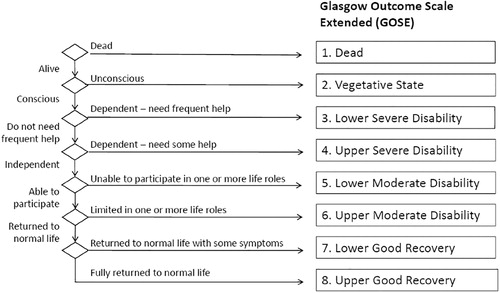 Glasgow Outcome Scale
Extended (GOSE)
Dead
1. Dead
Alive
Unconscious
2. Vegetative State
Conscious
Dependent – need frequent help
3. Lower Severe Disability
Do not need
frequent help
Dependent – need some help
4. Upper Severe Disability
Independent
Unable to participate in one or more life roles
5. Lower Moderate Disability
Able to
participate
Limited in one or more life roles
6. Upper Moderate Disability
Returned to
normal life
Returned to normal life with some symptoms
7. Lower Good Recovery
Fully returned to normal life
8. Upper Good Recovery